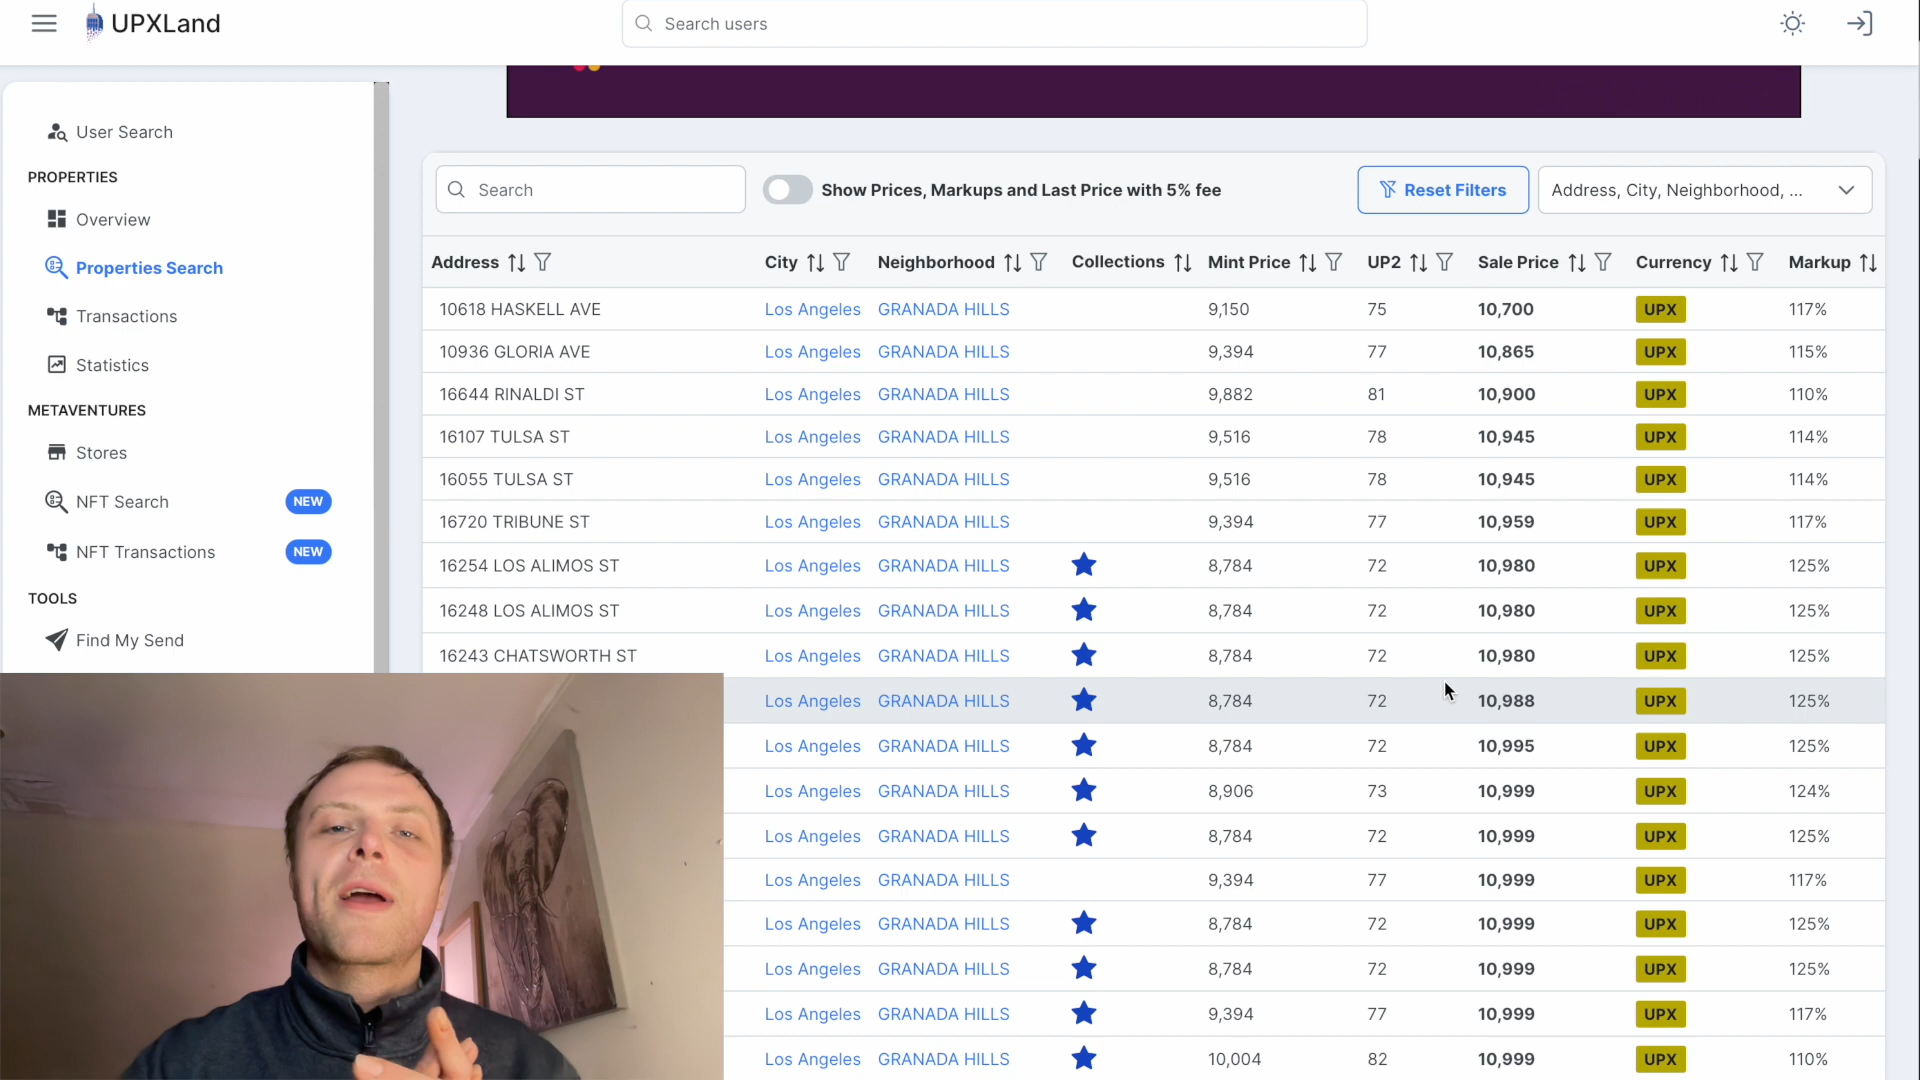 UPXLand
Search users
User Search
PROPERTIES
Overview
Properties Search
Transactions
Statistics
METAVENTURES
Stores
NFT Search NEW
NFT Transactions NEW
TOOLS
Find My Send
Search
Show Prices, Markups and Last Price with 5% fee
Reset Filters
Address, City, Neighborhood, ...
Address City Neighborhood Collections Mint Price UP2 Sale Price Currency Markup
10618 HASKELL AVE Los Angeles GRANADA HILLS 9,150 75 10,700 UPX 117%
10936 GLORIA AVE Los Angeles GRANADA HILLS 9,394 77 10,865 UPX 115%
16644 RINALDI ST Los Angeles GRANADA HILLS 9,882 81 10,900 UPX 110%
16107 TULSA ST Los Angeles GRANADA HILLS 9,516 78 10,945 UPX 114%
16055 TULSA ST Los Angeles GRANADA HILLS 9,516 78 10,945 UPX 114%
16720 TRIBUNE ST Los Angeles GRANADA HILLS 9,394 77 10,959 UPX 117%
16254 LOS ALIMOS ST Los Angeles GRANADA HILLS 8,784 72 10,980 UPX 125%
16248 LOS ALIMOS ST Los Angeles GRANADA HILLS 8,784 72 10,980 UPX 125%
16243 CHATSWORTH ST Los Angeles GRANADA HILLS 8,784 72 10,980 UPX 125%
Los Angeles GRANADA HILLS 8,784 72 10,988 UPX 125%
Los Angeles GRANADA HILLS 8,784 72 10,995 UPX 125%
Los Angeles GRANADA HILLS 8,906 73 10,999 UPX 124%
Los Angeles GRANADA HILLS 8,784 72 10,999 UPX 125%
Los Angeles GRANADA HILLS 9,394 77 10,999 UPX 117%
Los Angeles GRANADA HILLS 8,784 72 10,999 UPX 125%
Los Angeles GRANADA HILLS 8,784 72 10,999 UPX 125%
Los Angeles GRANADA HILLS 9,394 77 10,999 UPX 117%
Los Angeles GRANADA HILLS 10,004 82 10,999 UPX 110%